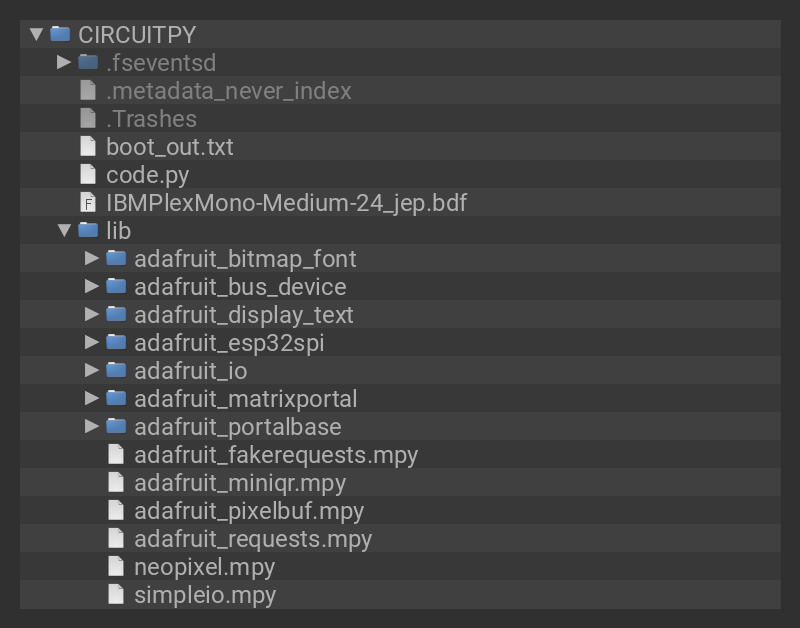 CIRCUITPY
.fseventsd
.metadata_never_index
.Trashes
boot_out.txt
code.py
F IBMPlexMono-Medium-24_jep.bdf
lib
adafruit_bitmap_font
adafruit_bus_device
adafruit_display_text
adafruit_esp32spi
adafruit_io
adafruit_matrixportal
adafruit_portalbase
adafruit_fakerequests.mpy
adafruit_miniqr.mpy
adafruit_pixelbuf.mpy
adafruit_requests.mpy
neopixel.mpy
simpleio.mpy